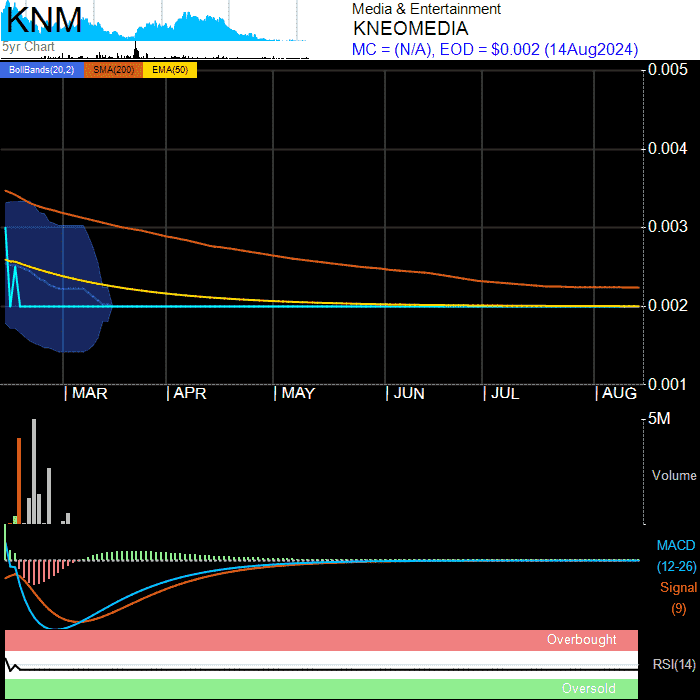 KNM
5yr Chart
Media & Entertainment
KNEOMEDIA
MC = (N/A), EOD = $0.002 (14Aug2024)
BollBands(20,2) SMA(200) EMA(50)
0.005
0.004
0.003
0.002
0.001
MAR APR MAY JUN JUL AUG
5M
Volume
MACD
(12-26)
Signal
(9)
Overbought
RSI(14)
Oversold